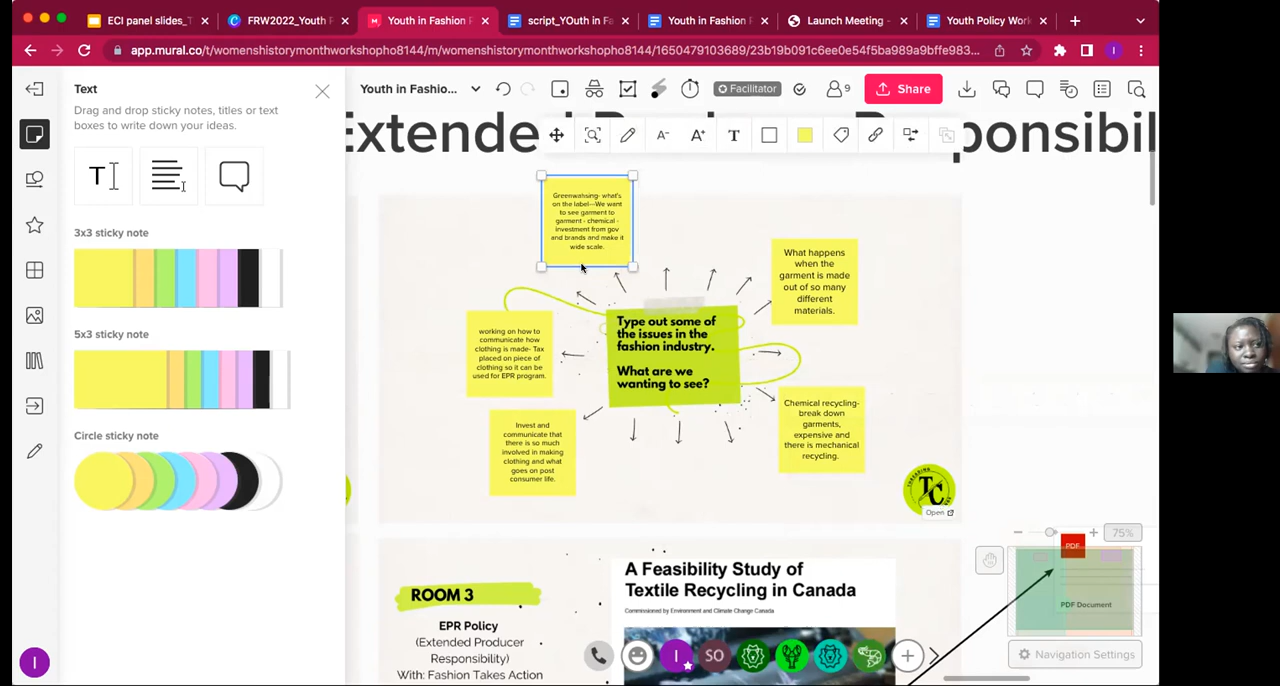 ECI panel slides_T
FRW2022_Youth P
Youth in Fashion P
script_YOuth in Fa
Youth in Fashion P
Launch Meeting -
Youth Policy Work
app.mural.co/t/womenshistorymonthworkshopho8144/m/womenshistorymonthworkshopho8144/1650479103689/23b19b091c6ee0e54f5ba989a9bffe983...
I
Text
Drag and drop sticky notes, titles or text
boxes to write down your ideas.
T
3x3 sticky note
5x3 sticky note
Circle sticky note
I
Youth in Fashio...
Facilitator
9
Share
A-
A+
T
Greenwahsing- what's
on the label---We want
to see garment to
garment - chemical -
investment from gov
and brands and make it
wide scale.
What happens
when the
garment is made
out of so many
different
materials.
working on how to
communicate how
clothing is made- Tax
placed on piece of
clothing so it can be
used for EPR program.
Type out some of
the issues in the
fashion industry.
What are we
wanting to see?
Invest and
communicate that
there is so much
involved in making
clothing and what
goes on post
consumer life.
Chemical recycling-
break down
garments,
expensive and
there is mechanical
recycling.
TC
Open
75%
PDF
PDF Document
Navigation Settings
ROOM 3
EPR Policy
(Extended Producer
Responsibility)
With: Fashion Takes Action
A Feasibility Study of
Textile Recycling in Canada
Commissioned by Environment and Climate Change Canada
I
SO